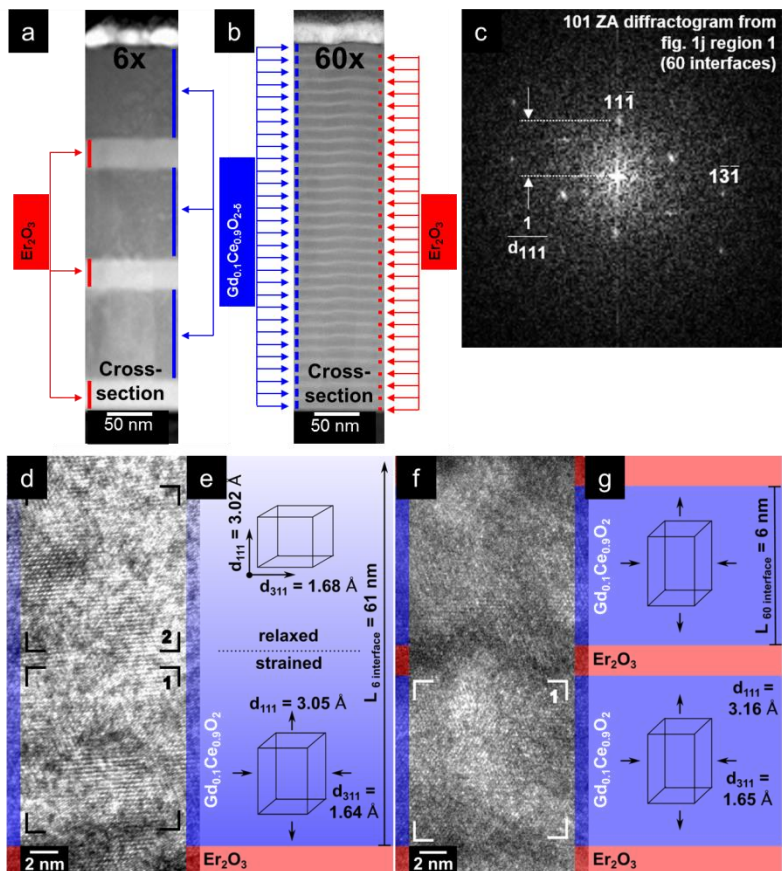 a
6x
Er₂O₃
Cross-
section
50 nm
b
60x
Gd₀.₁Ce₀.₉O₂₋δ
Er₂O₃
Cross-
section
50 nm
c
101 ZA diffractogram from
fig. 1j region 1
(60 interfaces)
111̄
13̄1̄
1
d₁₁₁
d
2
1
2 nm
e
d₁₁₁ = 3.02 Å
d₃₁₁ = 1.68 Å
relaxed
strained
L 6 interface = 61 nm
Gd₀.₁Ce₀.₉O₂
d₁₁₁ = 3.05 Å
d₃₁₁ =
1.64 Å
Er₂O₃
f
1
2 nm
g
Gd₀.₁Ce₀.₉O₂
L 60 interface = 6 nm
Er₂O₃
Gd₀.₁Ce₀.₉O₂
d₁₁₁ =
3.16 Å
d₃₁₁ =
1.65 Å
Er₂O₃